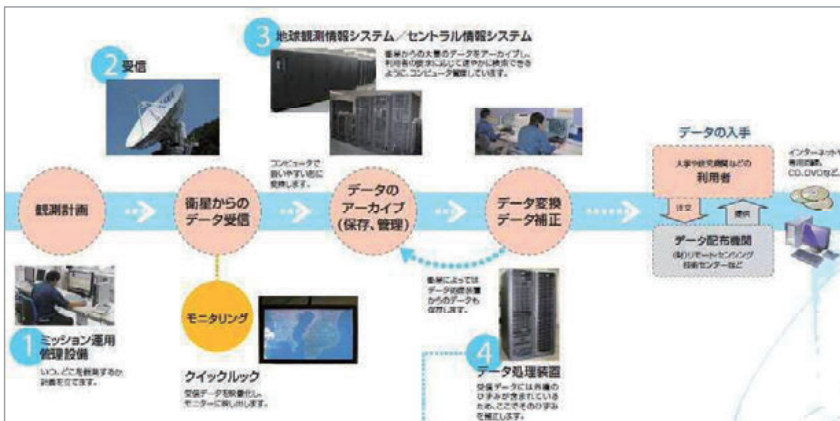 2 受信
3 地球観測情報システム／セントラル情報システム
衛星からの大量のデータをアーカイブし、
利用者の要求に応じて速やかに検索できる
ように、コンピュータ管理しています。
コンピュータで
扱いやすい形に
変換します。
観測計画
衛星からの
データ受信
データの
アーカイブ
(保存、管理)
データ変換
データ補正
データの入手
大学や研究機関などの
利用者
注文
提供
データ配布機関
(財)リモートセンシング
技術センターなど
インターネットや
専用回線、
CD、DVDなど。
モニタリング
衛星によっては
データ処理装置
からのデータも
保存します。
1 ミッション運用
管理設備
いつ、どこを観測するか
計画を立てます。
クイックルック
受信データを映像化し、
モニターに映し出します。
4 データ処理装置
受信データには各種の
ひずみが含まれている
ため、ここでそのひずみ
を補正します。